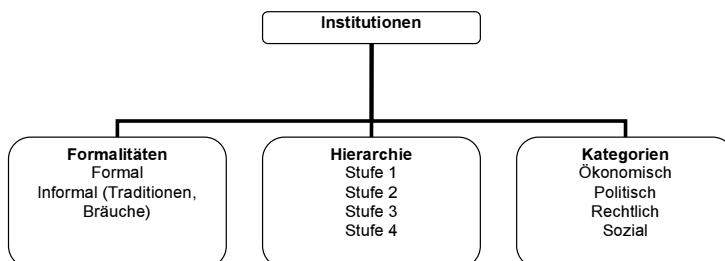 Institutionen
Formalitäten
Formal
Informal (Traditionen,
Bräuche)
Hierarchie
Stufe 1
Stufe 2
Stufe 3
Stufe 4
Kategorien
Ökonomisch
Politisch
Rechtlich
Sozial